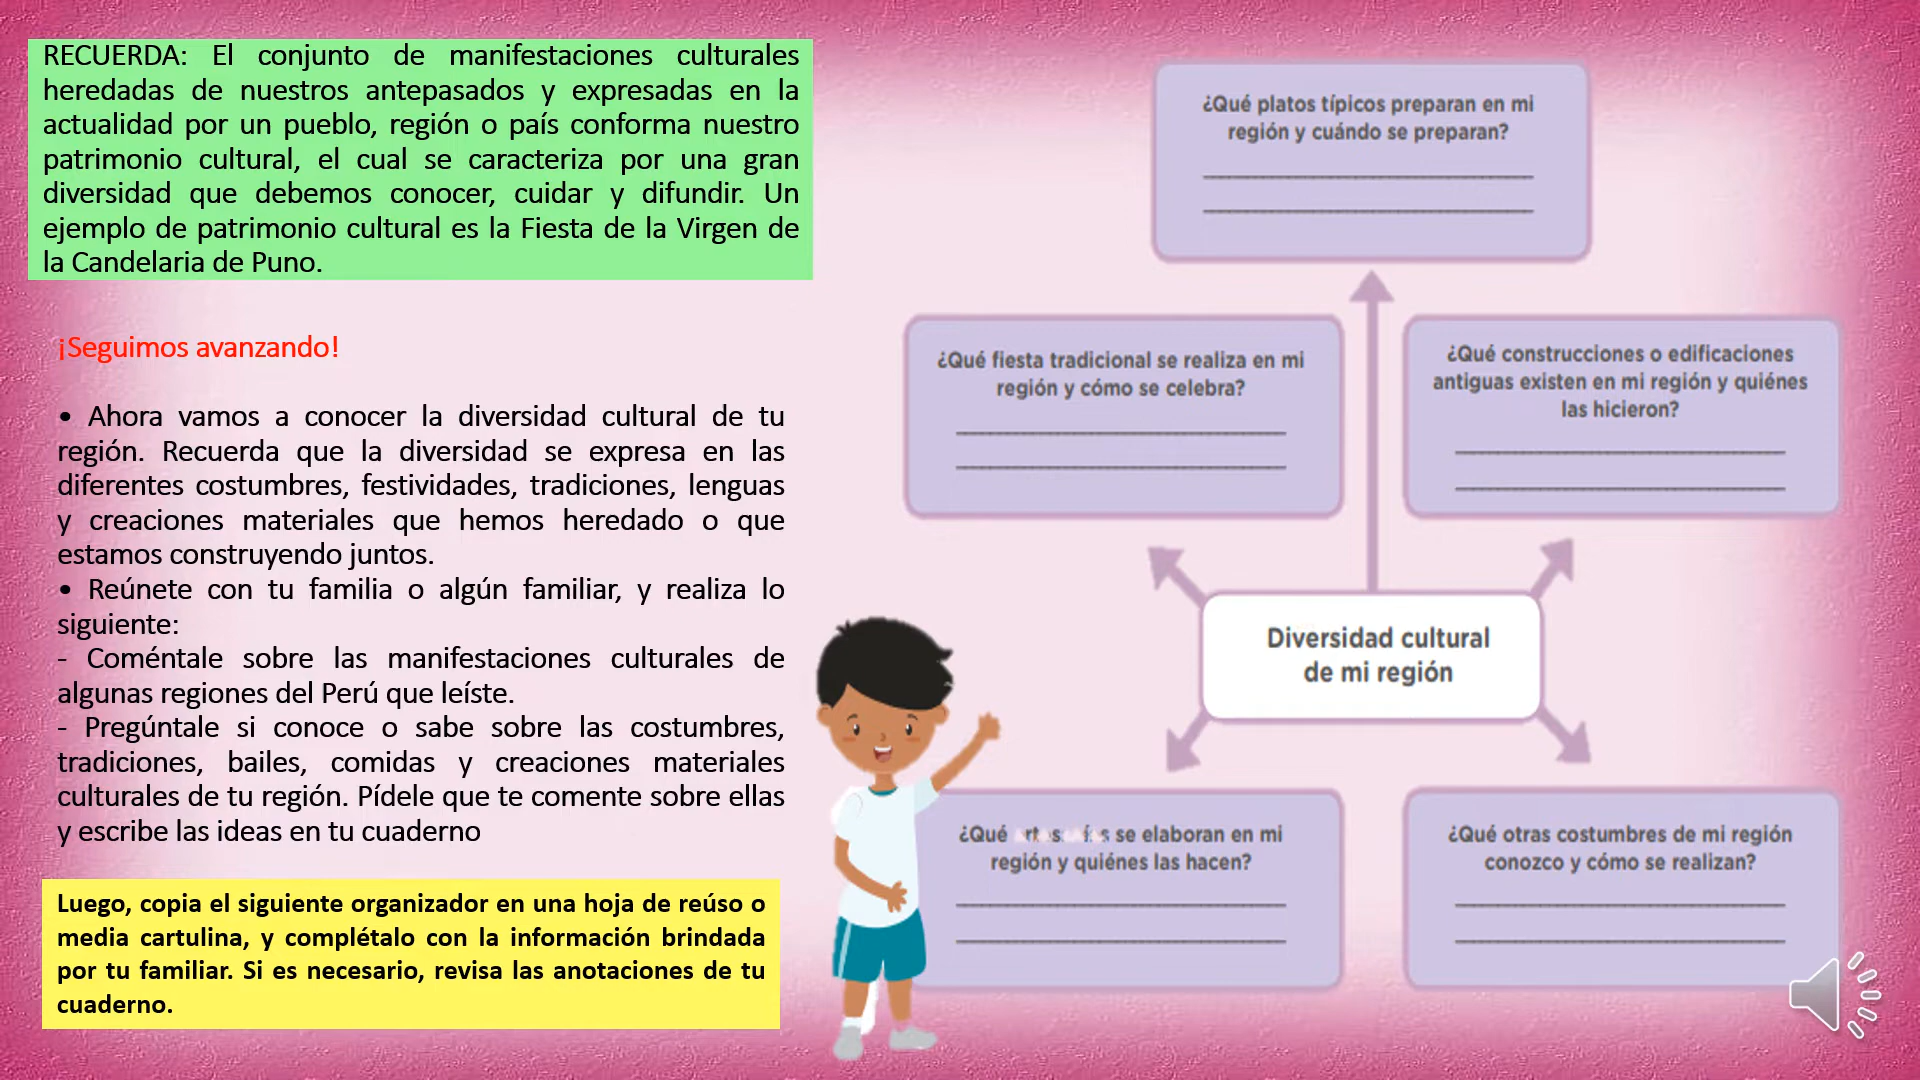 RECUERDA: El conjunto de manifestaciones culturales
heredadas de nuestros antepasados y expresadas en la
actualidad por un pueblo, región o país conforma nuestro
patrimonio cultural, el cual se caracteriza por una gran
diversidad que debemos conocer, cuidar y difundir. Un
ejemplo de patrimonio cultural es la Fiesta de la Virgen de
la Candelaria de Puno.
¡Seguimos avanzando!
• Ahora vamos a conocer la diversidad cultural de tu
región. Recuerda que la diversidad se expresa en las
diferentes costumbres, festividades, tradiciones, lenguas
y creaciones materiales que hemos heredado o que
estamos construyendo juntos.
• Reúnete con tu familia o algún familiar, y realiza lo
siguiente:
- Coméntale sobre las manifestaciones culturales de
algunas regiones del Perú que leíste.
- Pregúntale si conoce o sabe sobre las costumbres,
tradiciones, bailes, comidas y creaciones materiales
culturales de tu región. Pídele que te comente sobre ellas
y escribe las ideas en tu cuaderno
Luego, copia el siguiente organizador en una hoja de reúso o
media cartulina, y complétalo con la información brindada
por tu familiar. Si es necesario, revisa las anotaciones de tu
cuaderno.
¿Qué platos típicos preparan en mi
región y cuándo se preparan?
¿Qué fiesta tradicional se realiza en mi
región y cómo se celebra?
¿Qué construcciones o edificaciones
antiguas existen en mi región y quiénes
las hicieron?
Diversidad cultural
de mi región
¿Qué se elaboran en mi
región y quiénes las hacen?
¿Qué otras costumbres de mi región
conozco y cómo se realizan?